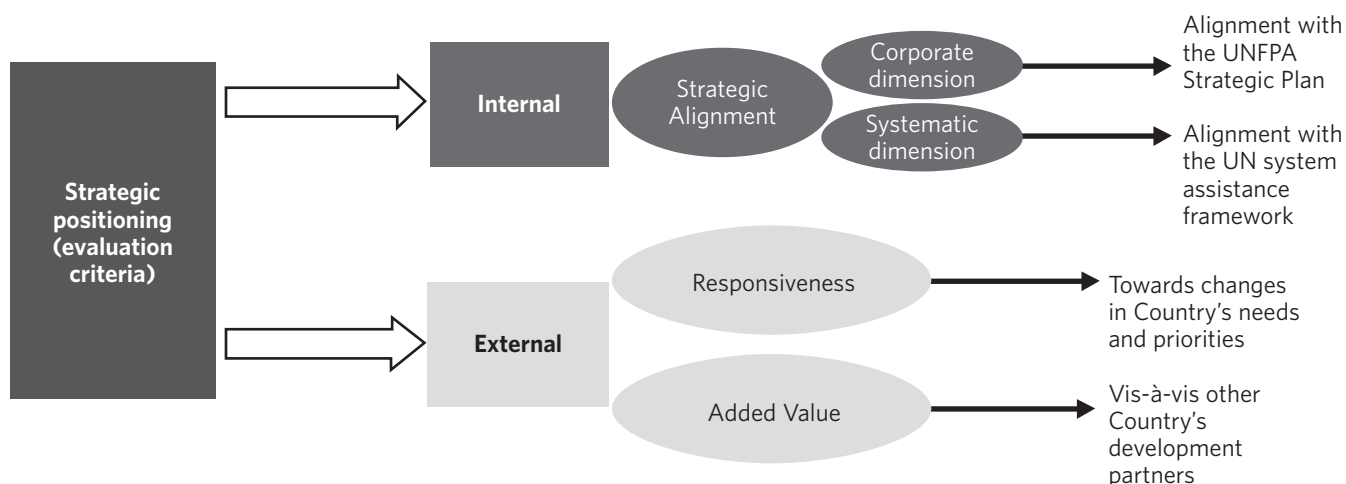 Strategic
positioning
(evaluation
criteria)
Internal
Strategic
Alignment
Corporate
dimension
Alignment with
the UNFPA
Strategic Plan
Systematic
dimension
Alignment with
the UN system
assistance
framework
External
Responsiveness
Towards changes
in Country's needs
and priorities
Added Value
Vis-à-vis other
Country's
development
partners